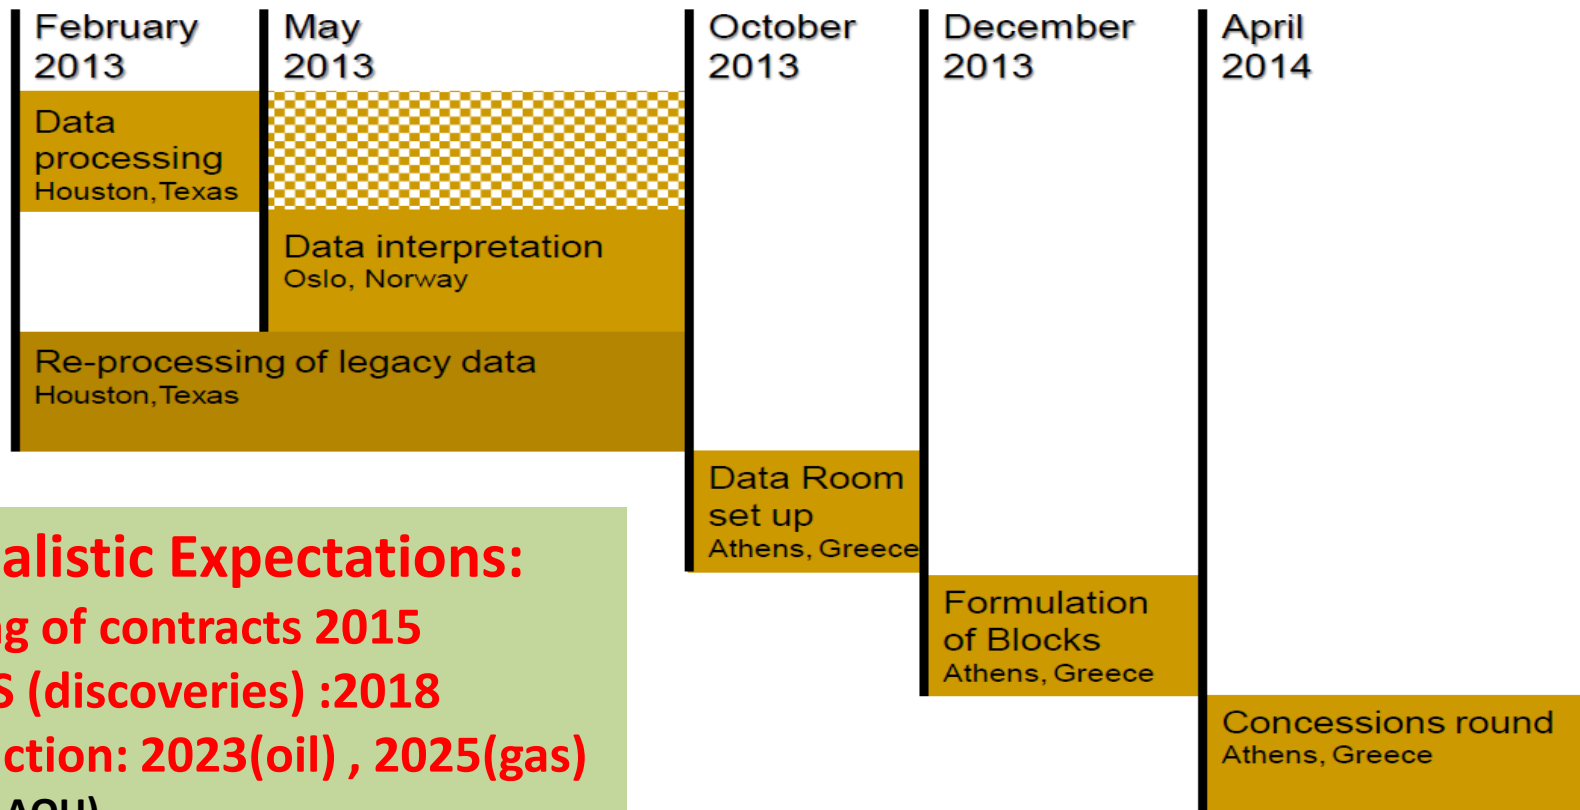 February
2013
May
2013
October
2013
December
2013
April
2014
Data
processing
Houston,Texas
Data interpretation
Oslo, Norway
Re-processing of legacy data
Houston,Texas
Data Room
set up
Athens, Greece
Formulation
of Blocks
Athens, Greece
Concessions round
Athens, Greece
alistic Expectations:
ng of contracts 2015
S (discoveries) :2018
ction: 2023(oil) , 2025(gas)